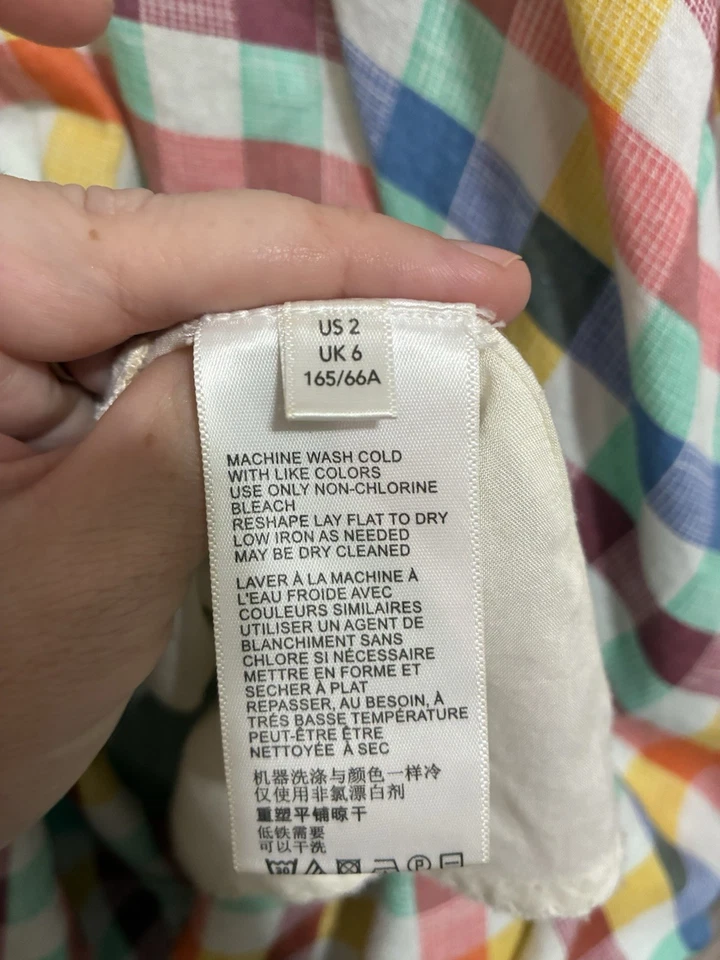 US 2
UK 6
165/66A
MACHINE WASH COLD
WITH LIKE COLORS
USE ONLY NON-CHLORINE
BLEACH
RESHAPE LAY FLAT TO DRY
LOW IRON AS NEEDED
MAY BE DRY CLEANED
LAVER À LA MACHINE À
L'EAU FROIDE AVEC
COULEURS SIMILAIRES
UTILISER UN AGENT DE
BLANCHIMENT SANS
CHLORE SI NÉCESSAIRE
METTRE EN FORME ET
SECHER À PLAT
REPASSER, AU BESOIN, À
TRÉS BASSE TEMPÉRATURE
PEUT-ÊTRE ÊTRE
NETTOYÉE À SEC
机器洗涤与颜色一样冷
仅使用非氯漂白剂
重塑平铺晾干
低铁需要
可以干洗
30 P